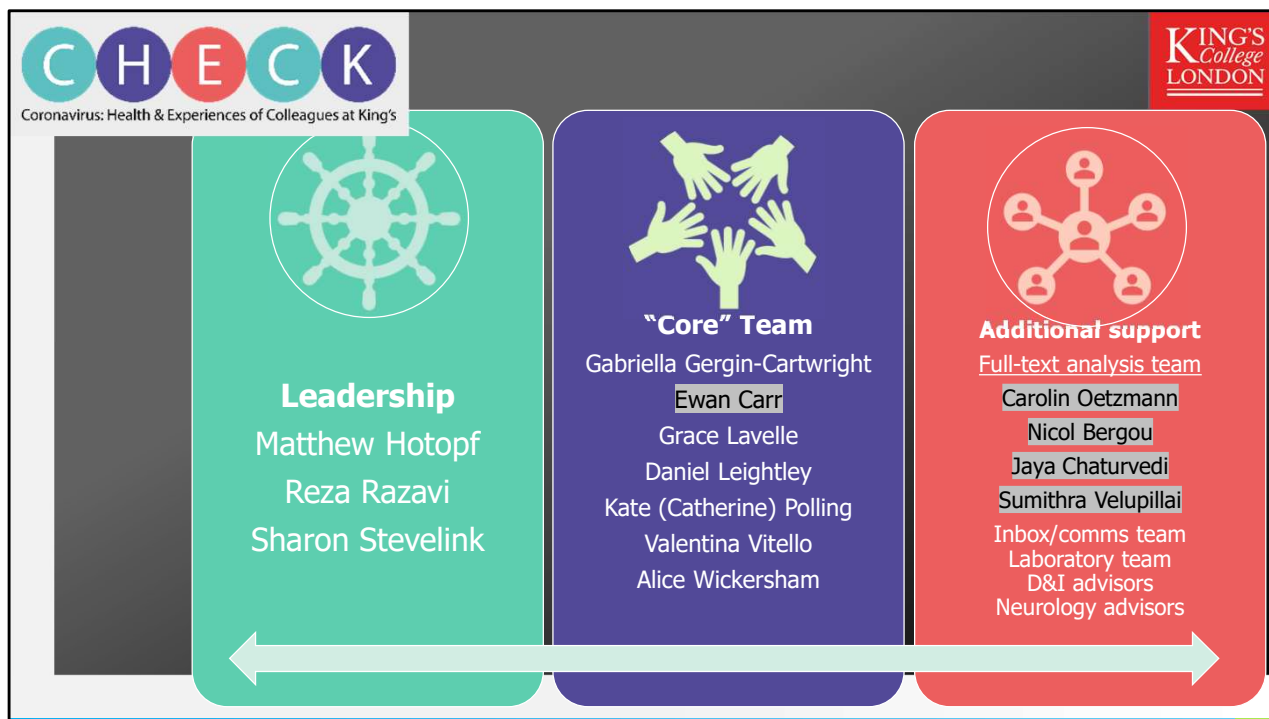 CHECK
Coronavirus: Health & Experiences of Colleagues at King's
KING'S
College
LONDON
Leadership
Matthew Hotopf
Reza Razavi
Sharon Stevelink
“Core” Team
Gabriella Gergin-Cartwright
Ewan Carr
Grace Lavelle
Daniel Leightley
Kate (Catherine) Polling
Valentina Vitello
Alice Wickersham
Additional support
Full-text analysis team
Carolin Oetzmann
Nicol Bergou
Jaya Chaturvedi
Sumithra Velupillai
Inbox/comms team
Laboratory team
D&I advisors
Neurology advisors